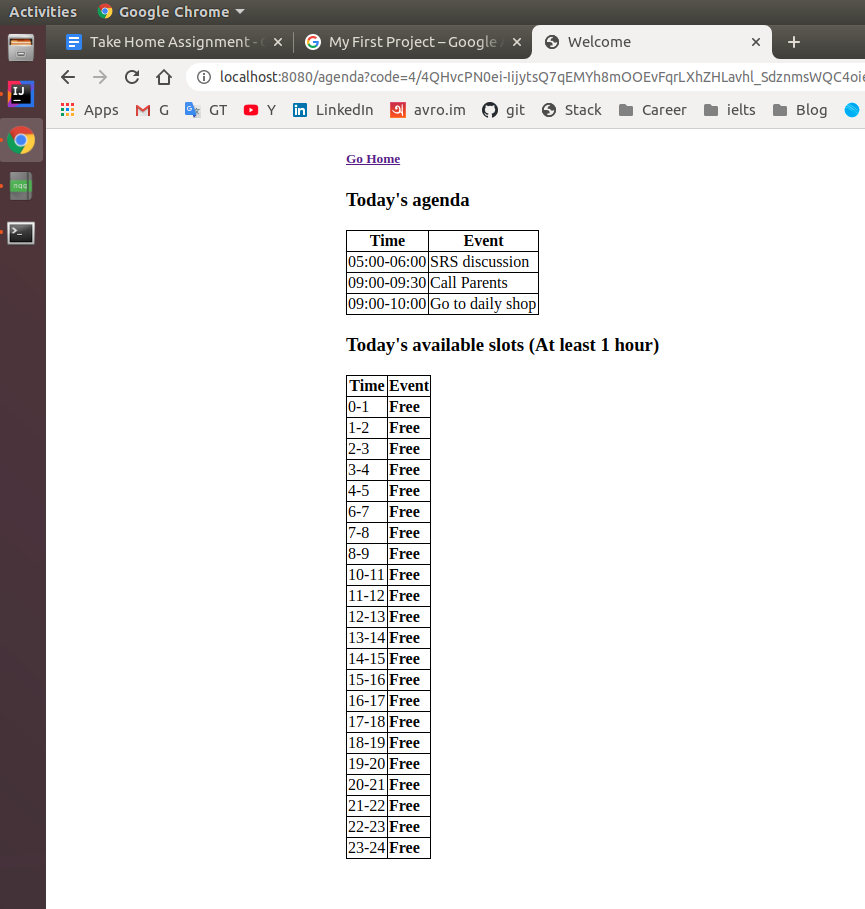 Activities Google Chrome
Take Home Assignment - My First Project – Google Welcome
localhost:8080/agenda?code=4/4QHvcPN0ei-IijytsQ7qEMYh8mOOEvFqrLXhZHLavhl_SdznmsWQC4oie
Apps G GT Y LinkedIn avro.im git Stack Career ielts Blog
Go Home
Today's agenda
Time Event
05:00-06:00 SRS discussion
09:00-09:30 Call Parents
09:00-10:00 Go to daily shop
Today's available slots (At least 1 hour)
Time Event
0-1 Free
1-2 Free
2-3 Free
3-4 Free
4-5 Free
6-7 Free
7-8 Free
8-9 Free
10-11 Free
11-12 Free
12-13 Free
13-14 Free
14-15 Free
15-16 Free
16-17 Free
17-18 Free
18-19 Free
19-20 Free
20-21 Free
21-22 Free
22-23 Free
23-24 Free